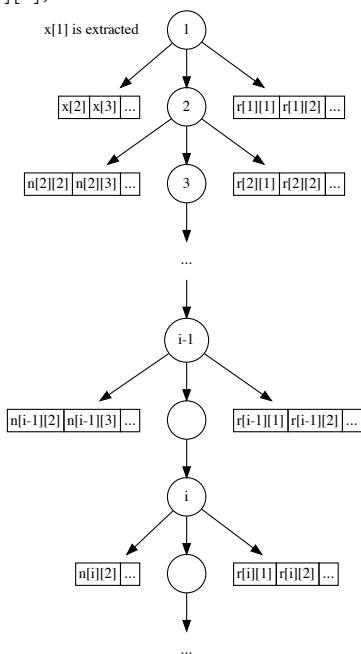 x[1] is extracted 1
x[2] x[3] ... r[1][1] r[1][2] ...
2
n[2][2] n[2][3] ... r[2][1] r[2][2] ...
3
...
i-1
n[i-1][2] n[i-1][3] ... r[i-1][1] r[i-1][2] ...
i
n[i][2] ... r[i][1] r[i][2] ...
...